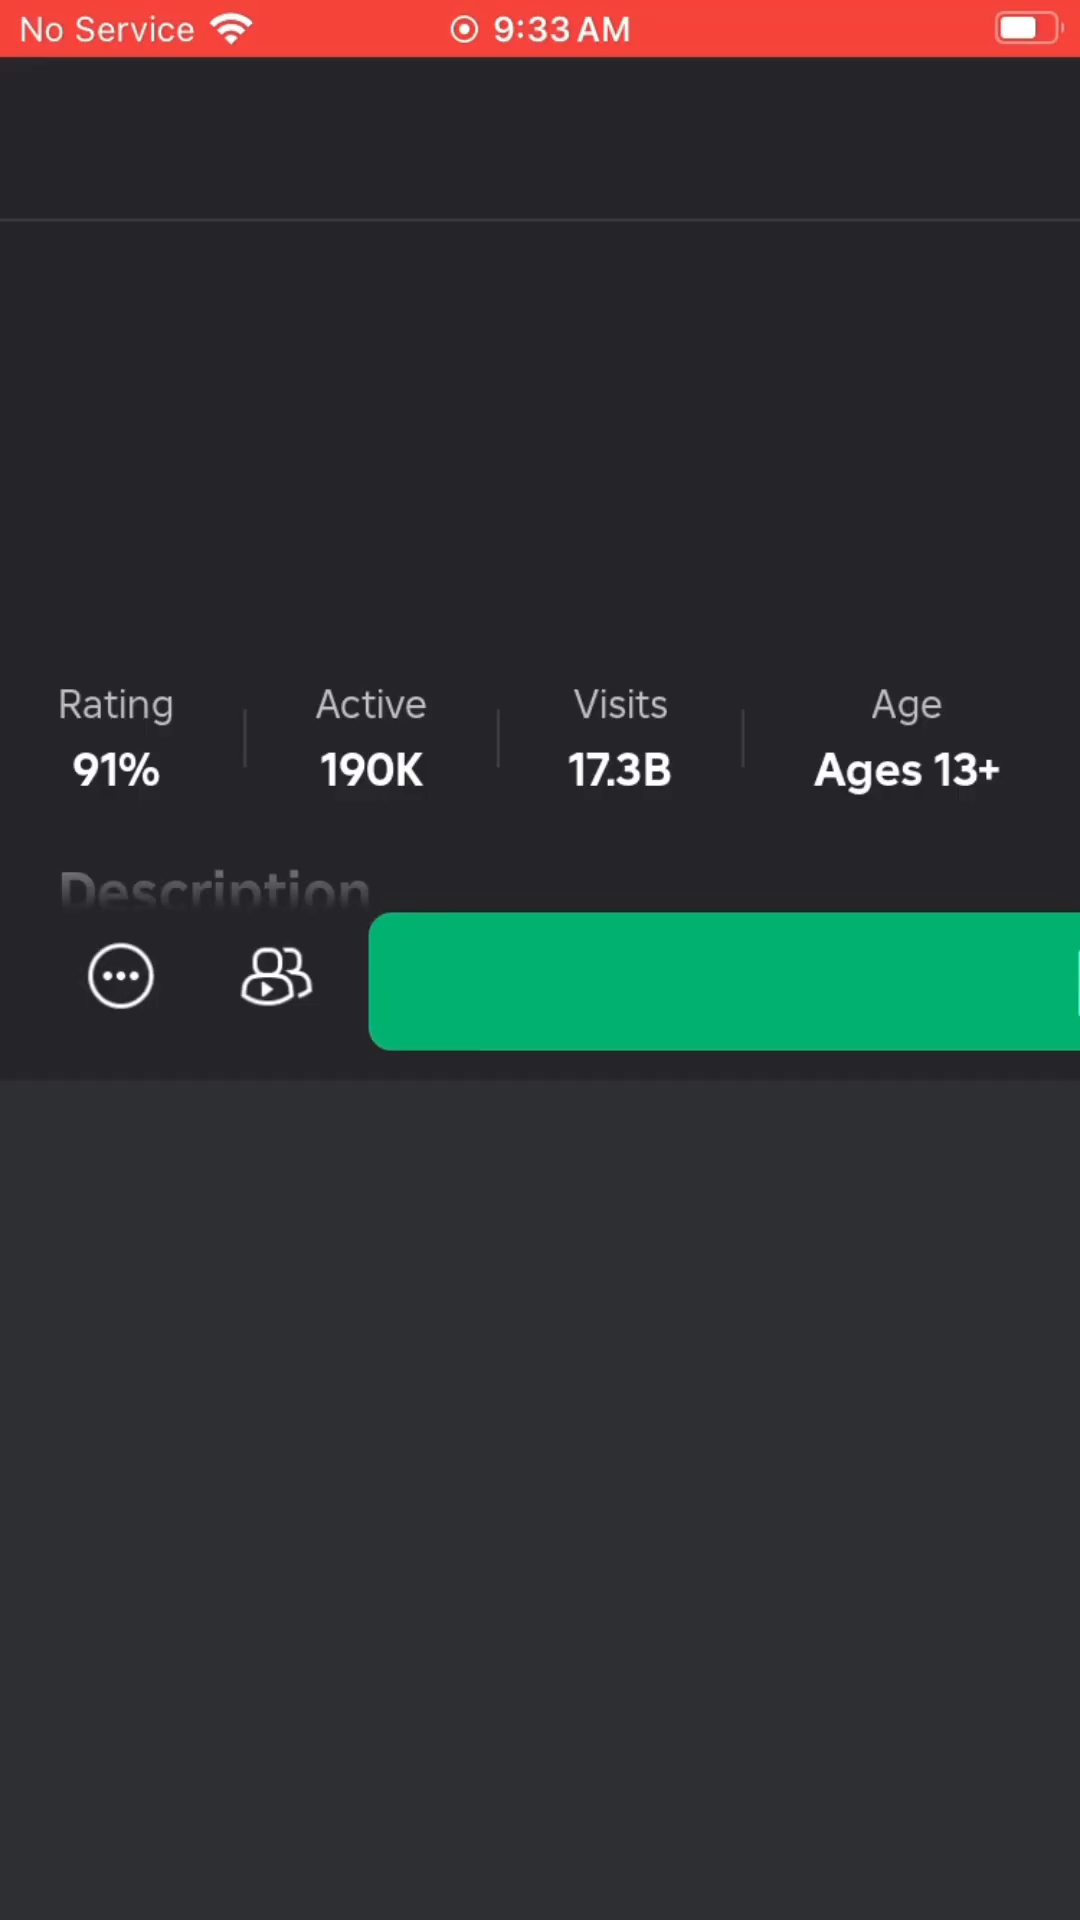 No Service 9:33 AM
Rating Active Visits Age
91% 190K 17.3B Ages 13+
Description